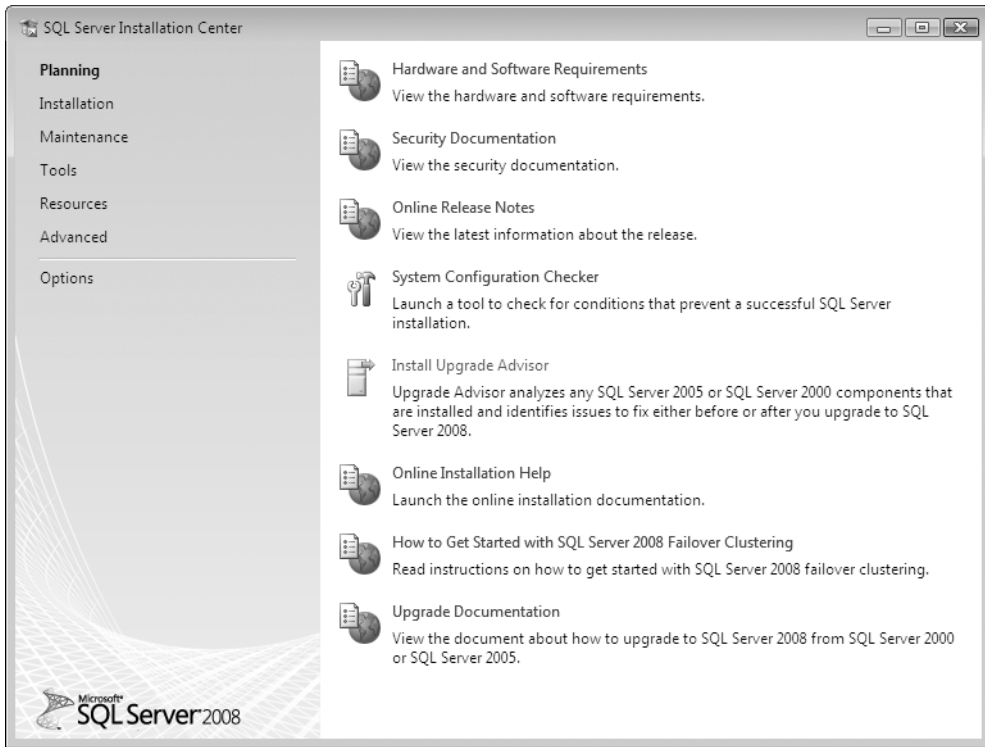 SQL Server Installation Center
Planning
Installation
Maintenance
Tools
Resources
Advanced
Options
Hardware and Software Requirements
View the hardware and software requirements.
Security Documentation
View the security documentation.
Online Release Notes
View the latest information about the release.
System Configuration Checker
Launch a tool to check for conditions that prevent a successful SQL Server
installation.
Install Upgrade Advisor
Upgrade Advisor analyzes any SQL Server 2005 or SQL Server 2000 components that
are installed and identifies issues to fix either before or after you upgrade to SQL
Server 2008.
Online Installation Help
Launch the online installation documentation.
How to Get Started with SQL Server 2008 Failover Clustering
Read instructions on how to get started with SQL Server 2008 failover clustering.
Upgrade Documentation
View the document about how to upgrade to SQL Server 2008 from SQL Server 2000
or SQL Server 2005.
Microsoft
SQL Server 2008